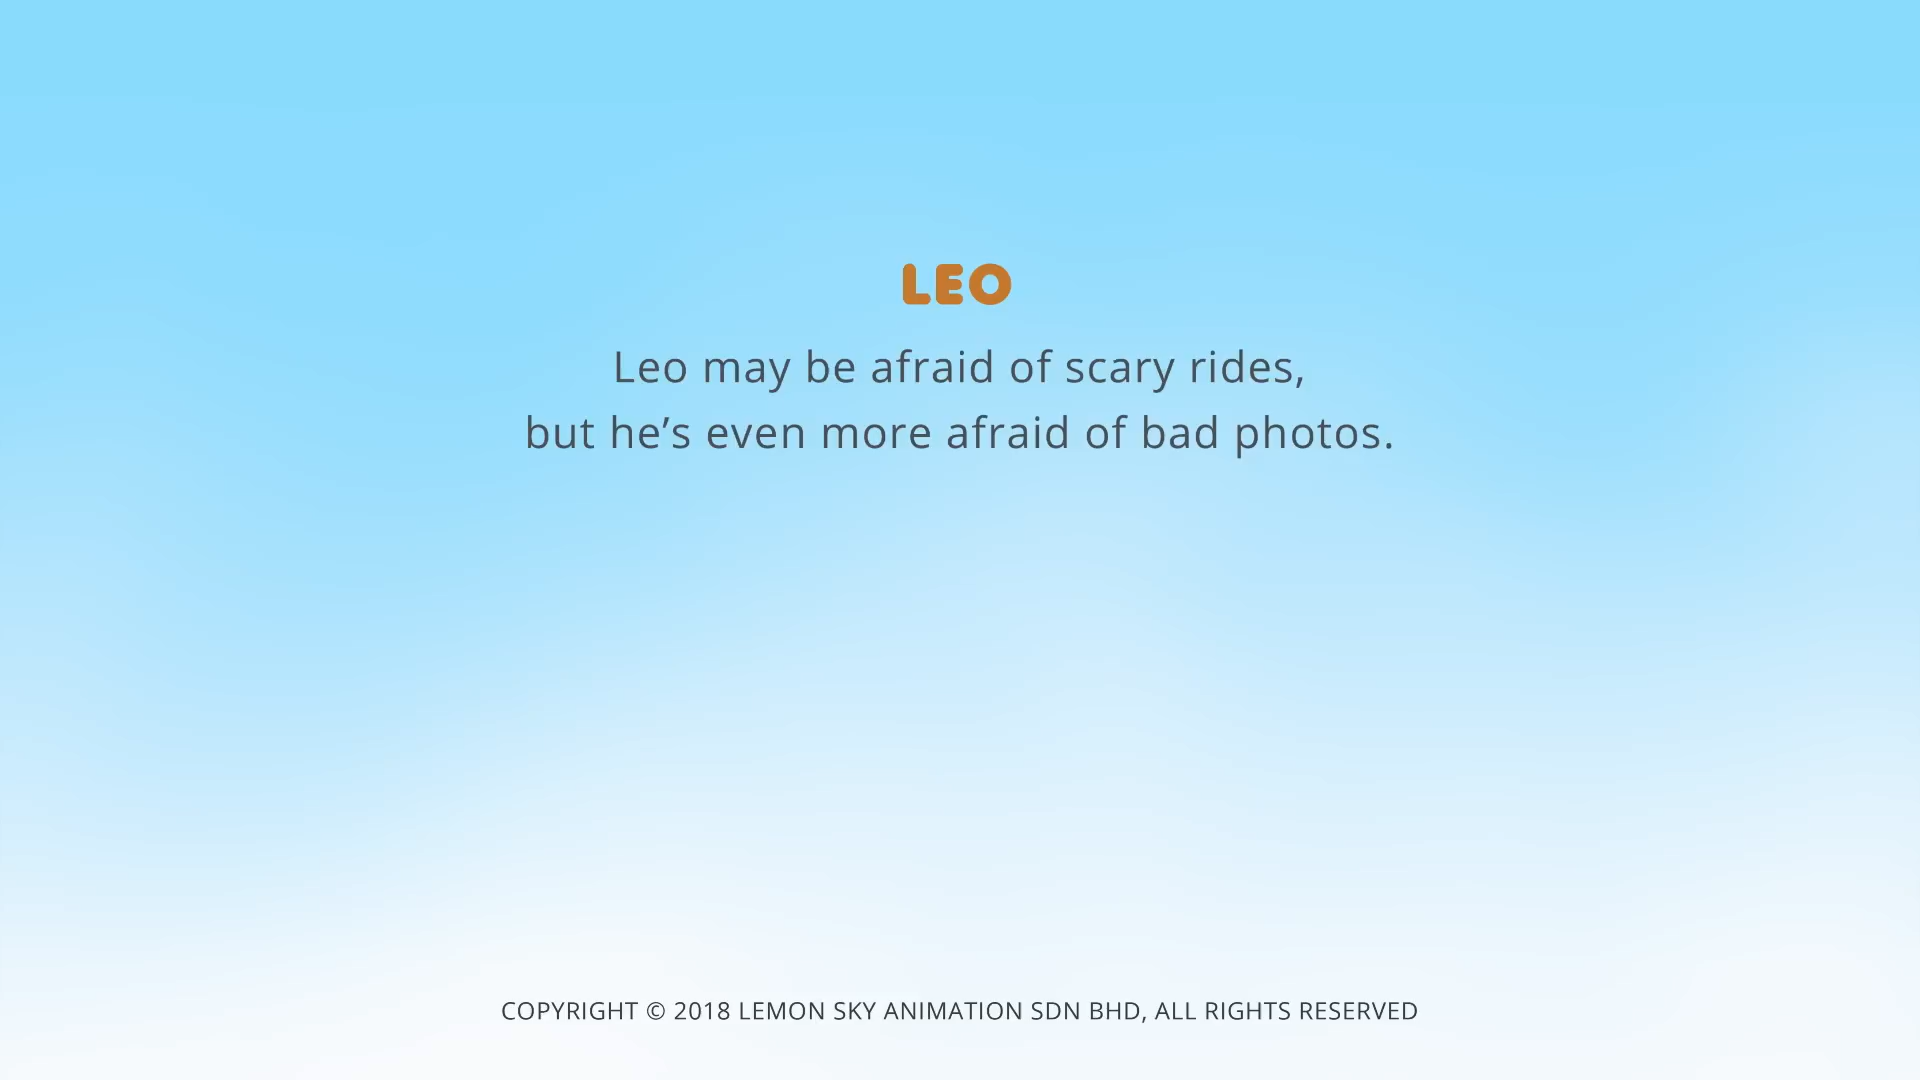 LEO
Leo may be afraid of scary rides,
but he’s even more afraid of bad photos.
COPYRIGHT © 2018 LEMON SKY ANIMATION SDN BHD, ALL RIGHTS RESERVED